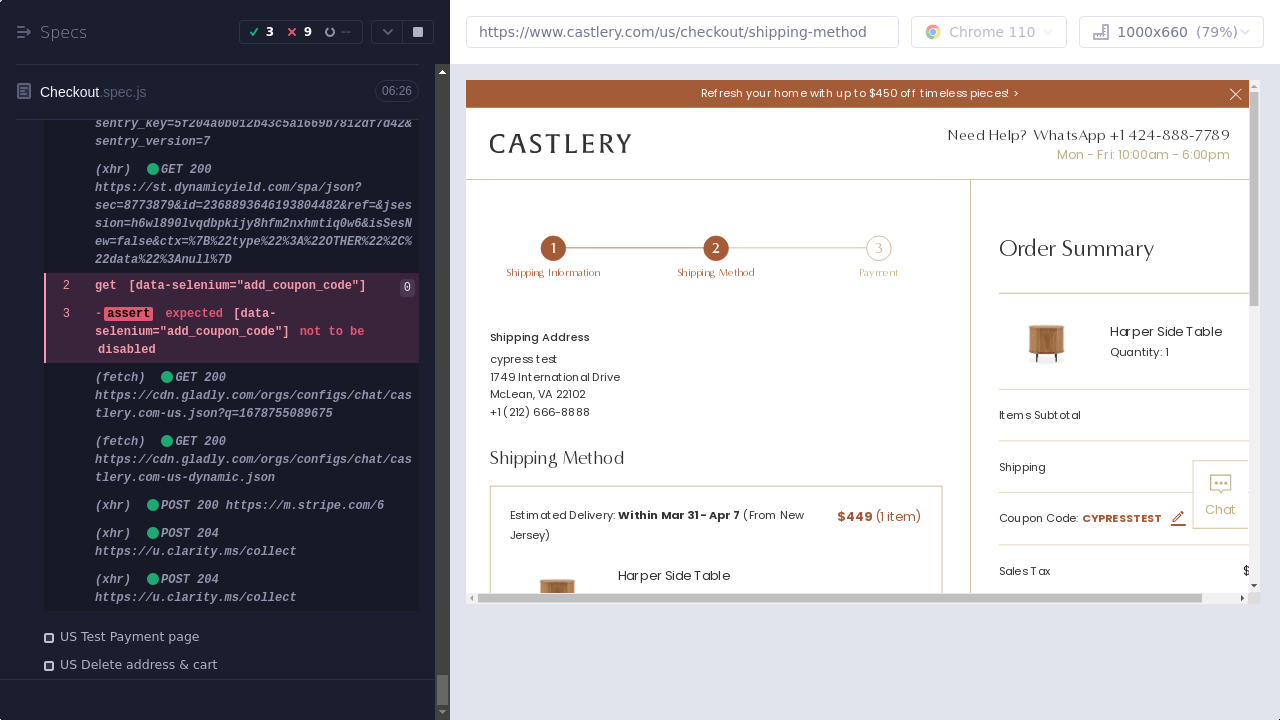 Specs
3
9
--
Checkout.spec.js
06:26
sentry_key=5f204a0b012b43c5a1669b7812df7d42&
sentry_version=7
(xhr) GET 200
https://st.dynamicyield.com/spa/json?
sec=8773879&id=2368893646193804482&ref=&jses
sion=h6wl890lvqdbpkijy8hfm2nxhmtiq0w6&isSesN
ew=false&ctx=%7B%22type%22%3A%22OTHER%22%2C%
22data%22%3Anull%7D
2 get [data-selenium="add_coupon_code"] 0
3 -assert expected [data-
selenium="add_coupon_code"] not to be
disabled
(fetch) GET 200
https://cdn.gladly.com/orgs/configs/chat/cas
tlery.com-us.json?q=1678755089675
(fetch) GET 200
https://cdn.gladly.com/orgs/configs/chat/cas
tlery.com-us-dynamic.json
(xhr) POST 200 https://m.stripe.com/6
(xhr) POST 204
https://u.clarity.ms/collect
(xhr) POST 204
https://u.clarity.ms/collect
US Test Payment page
US Delete address & cart
https://www.castlery.com/us/checkout/shipping-method
Chrome 110
1000x660 (79%)
Refresh your home with up to $450 off timeless pieces! >
CASTLERY
Need Help? WhatsApp +1 424-888-7789
Mon - Fri: 10:00am - 6:00pm
1
2
3
Shipping Information
Shipping Method
Payment
Shipping Address
cypress test
1749 International Drive
McLean, VA 22102
+1 (212) 666-8888
Shipping Method
Estimated Delivery: Within Mar 31 - Apr 7 (From New
Jersey)
$449 (1 item)
Harper Side Table
Order Summary
Harper Side Table
Quantity: 1
Items Subtotal
Shipping
Coupon Code: CYPRESSTEST
Chat
Sales Tax
$